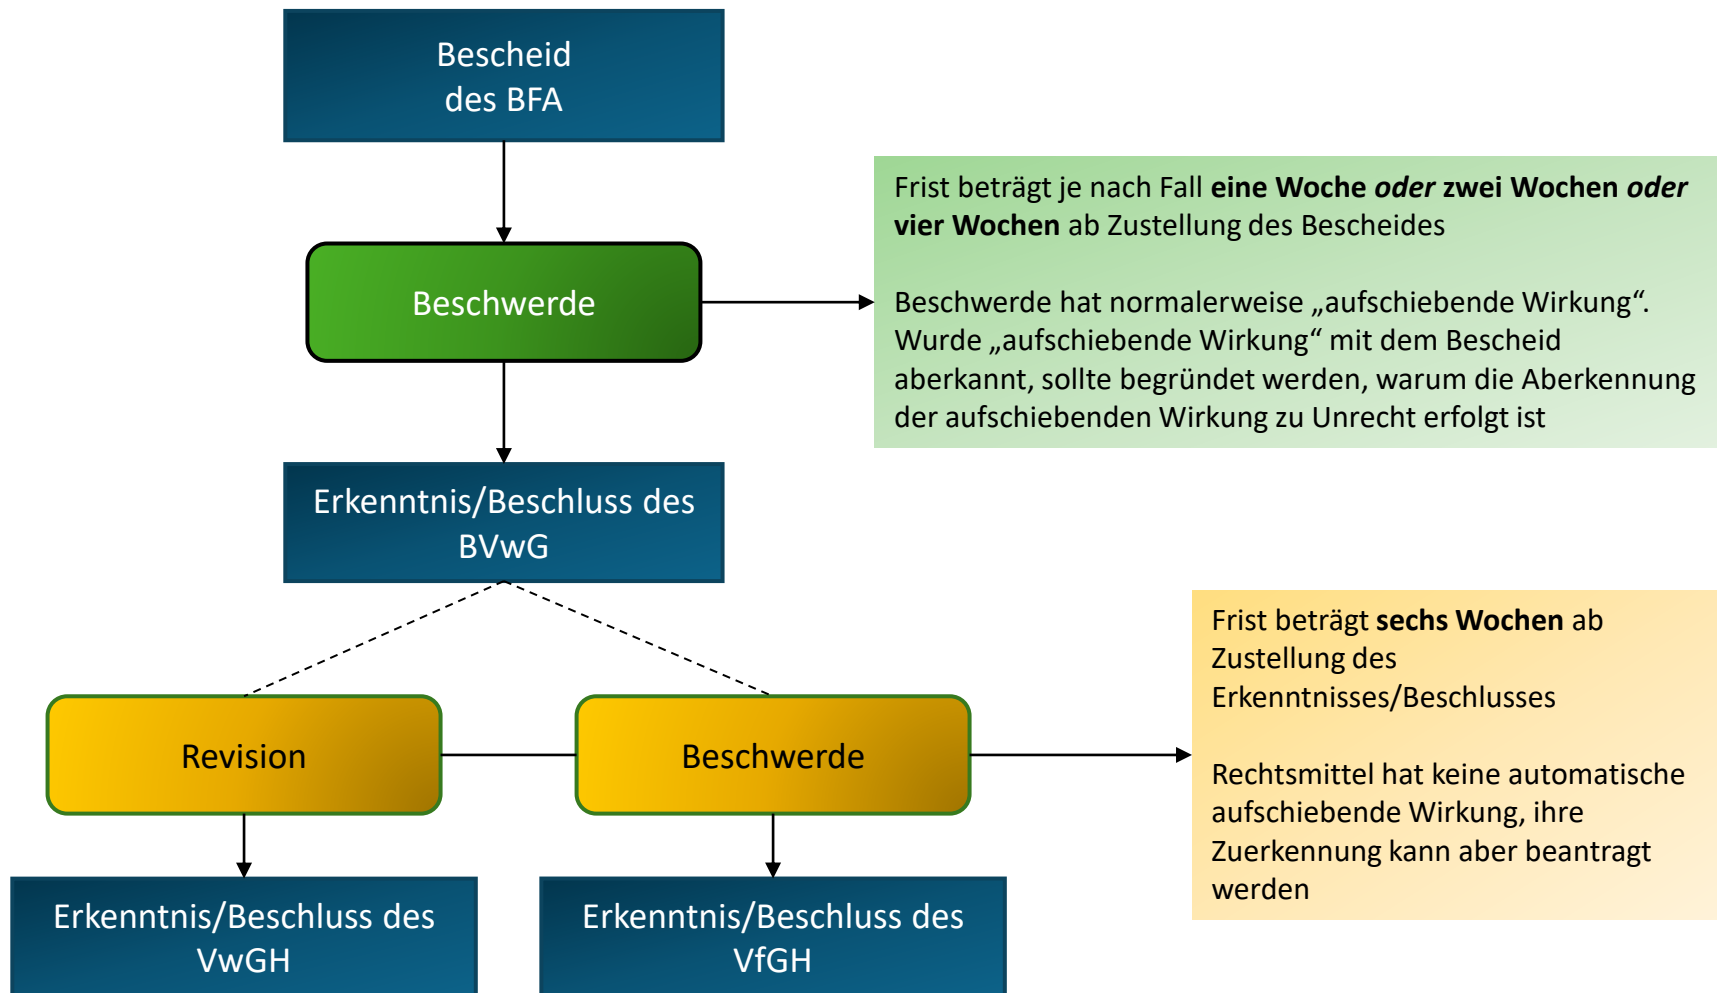 Bescheid
des BFA
Frist beträgt je nach Fall eine Woche oder zwei Wochen oder
vier Wochen ab Zustellung des Bescheides
Beschwerde hat normalerweise „aufschiebende Wirkung“.
Wurde „aufschiebende Wirkung“ mit dem Bescheid
aberkannt, sollte begründet werden, warum die Aberkennung
der aufschiebenden Wirkung zu Unrecht erfolgt ist
Beschwerde
Erkenntnis/Beschluss des
BVwG
Frist beträgt sechs Wochen ab
Zustellung des
Erkenntnisses/Beschlusses
Rechtsmittel hat keine automatische
aufschiebende Wirkung, ihre
Zuerkennung kann aber beantragt
werden
Revision
Beschwerde
Erkenntnis/Beschluss des
VwGH
Erkenntnis/Beschluss des
VfGH